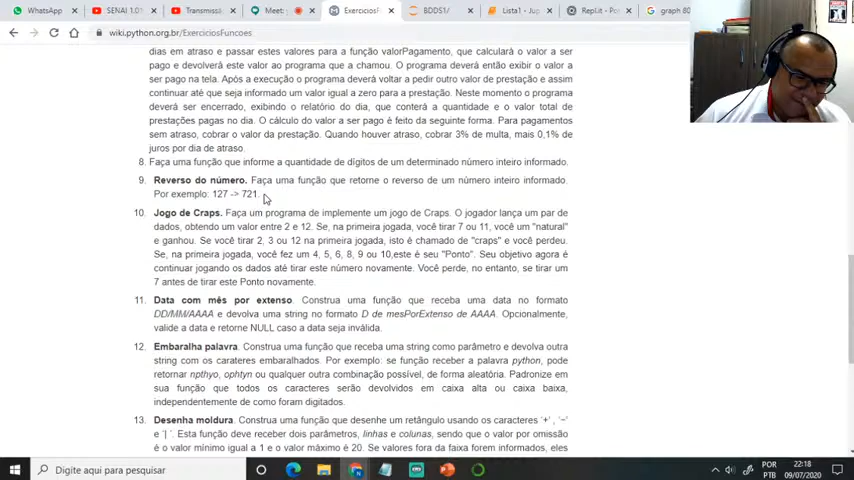 WhatsApp
SENAI 1.01
Transmissã
Meet:
ExerciciosFuncoes
BDDS1/
Lista1 - Jup
Repl.it - Po
graph 80
wiki.python.org.br/ExerciciosFuncoes
dias em atraso e passar estes valores para a função valorPagamento, que calculará o valor a ser
pago e devolverá este valor ao programa que a chamou. O programa deverá então exibir o valor a
ser pago na tela. Após a execução o programa deverá voltar a pedir outro valor de prestação e assim
continuar até que seja informado um valor igual a zero para a prestação. Neste momento o programa
deverá ser encerrado, exibindo o relatório do dia, que conterá a quantidade e o valor total de
prestações pagas no dia. O cálculo do valor a ser pago é feito da seguinte forma. Para pagamentos
sem atraso, cobrar o valor da prestação. Quando houver atraso, cobrar 3% de multa, mais 0,1% de
juros por dia de atraso.
8. Faça uma função que informe a quantidade de dígitos de um determinado número inteiro informado.
9. Reverso do número. Faça uma função que retorne o reverso de um número inteiro informado.
Por exemplo: 127 -> 721.
10. Jogo de Craps. Faça um programa de implemente um jogo de Craps. O jogador lança um par de
dados, obtendo um valor entre 2 e 12. Se, na primeira jogada, você tirar 7 ou 11, você um "natural"
e ganhou. Se você tirar 2, 3 ou 12 na primeira jogada, isto é chamado de "craps" e você perdeu.
Se, na primeira jogada, você fez um 4, 5, 6, 8, 9 ou 10,este é seu "Ponto". Seu objetivo agora é
continuar jogando os dados até tirar este número novamente. Você perde, no entanto, se tirar um
7 antes de tirar este Ponto novamente.
11. Data com mês por extenso. Construa uma função que receba uma data no formato
DD/MM/AAAA e devolva uma string no formato D de mesPorExtenso de AAAA. Opcionalmente,
valide a data e retorne NULL caso a data seja inválida.
12. Embaralha palavra. Construa uma função que receba uma string como parâmetro e devolva outra
string com os carateres embaralhados. Por exemplo: se função receber a palavra python, pode
retornar npthyo, ophtyn ou qualquer outra combinação possível, de forma aleatória. Padronize em
sua função que todos os caracteres serão devolvidos em caixa alta ou caixa baixa,
independentemente de como foram digitados.
13. Desenha moldura. Construa uma função que desenhe um retângulo usando os caracteres '+' , '−'
e '| '. Esta função deve receber dois parâmetros, linhas e colunas, sendo que o valor por omissão
é o valor mínimo igual a 1 e o valor máximo é 20. Se valores fora da faixa forem informados, eles
Digite aqui para pesquisar
POR
PTB
22:18
09/07/2020